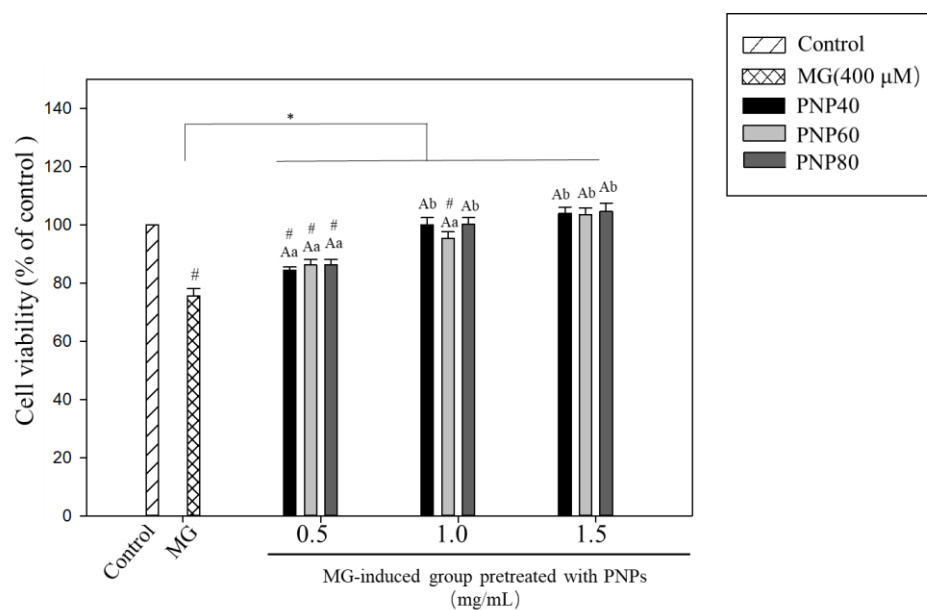 Control
MG(400 μM)
PNP40
PNP60
PNP80
Cell viability (% of control )
140
120
100
80
60
40
20
0
*
#
# # #
Aa Aa Aa
Ab # Ab
Aa
Ab Ab Ab
Control
MG
0.5 1.0 1.5
MG-induced group pretreated with PNPs
(mg/mL)